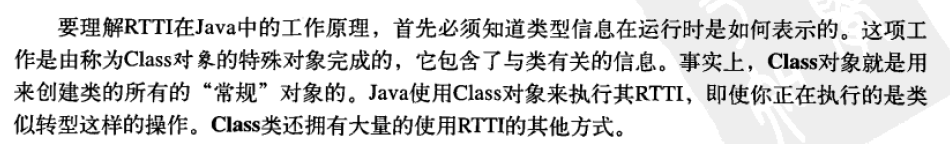 要理解RTTI在Java中的工作原理，首先必须知道类型信息在运行时是如何表示的。这项工
作是由称为Class对象的特殊对象完成的，它包含了与类有关的信息。事实上，Class对象就是用
来创建类的所有的“常规”对象的。Java使用Class对象来执行其RTTI，即使你正在执行的是类
似转型这样的操作。Class类还拥有大量的使用RTTI的其他方式。